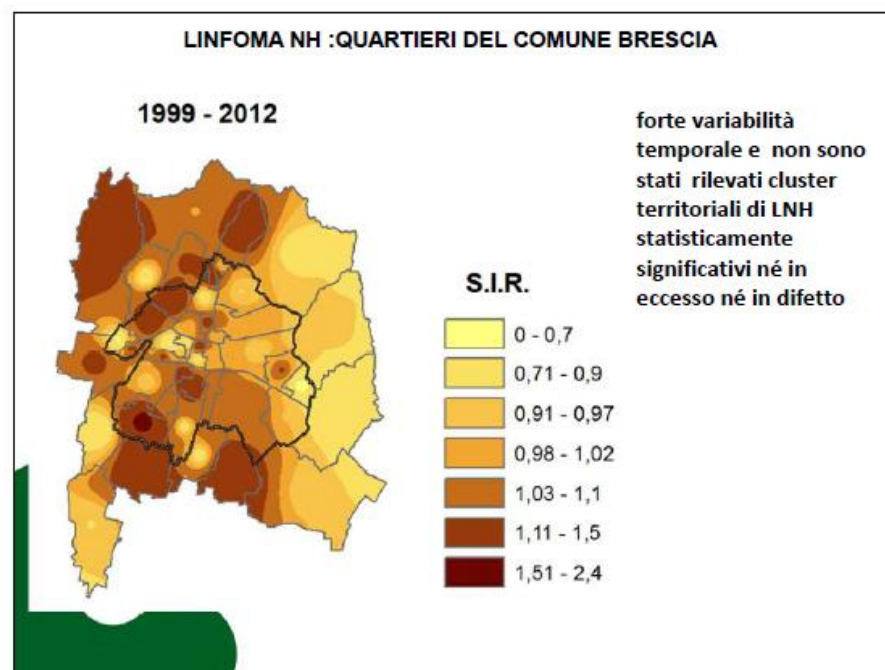 LINFOMA NH :QUARTIERI DEL COMUNE BRESCIA
1999 - 2012
forte variabilità
temporale e non sono
stati rilevati cluster
territoriali di LNH
statisticamente
significativi né in
eccesso né in difetto
S.I.R.
0 - 0,7
0,71 - 0,9
0,91 - 0,97
0,98 - 1,02
1,03 - 1,1
1,11 - 1,5
1,51 - 2,4